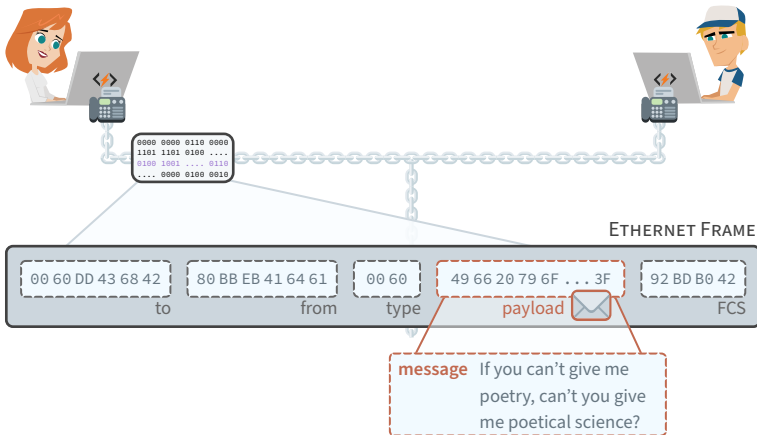 0000 0000 0110 0000
1101 1101 0100 ....
0100 1001 .... 0110
.... 0000 0100 0010
ETHERNET FRAME
00 60 DD 43 68 42
80 BB EB 41 64 61
00 60
49 66 20 79 6F ... 3F
92 BD B0 42
to
from
type
payload
FCS
message If you can’t give me
poetry, can’t you give
me poetical science?